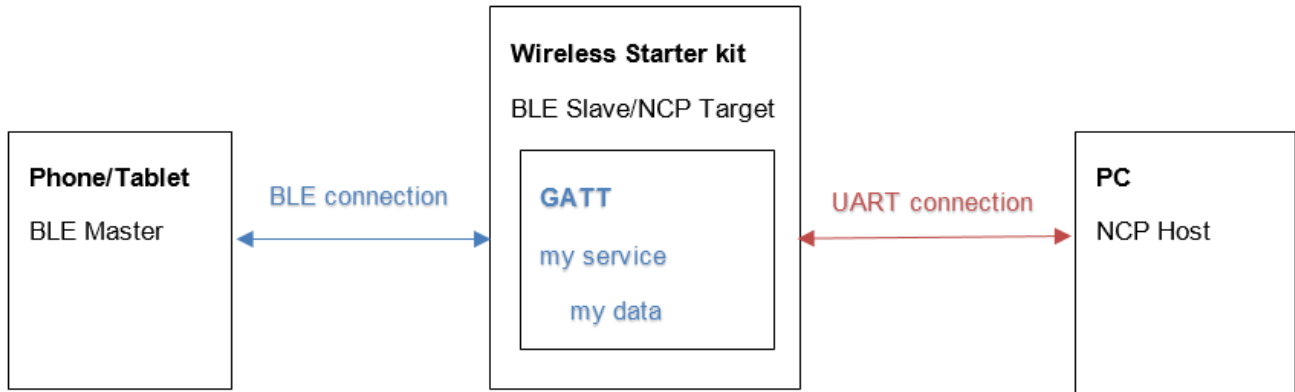 Phone/Tablet
BLE Master
BLE connection
Wireless Starter kit
BLE Slave/NCP Target
GATT
my service
my data
UART connection
PC
NCP Host